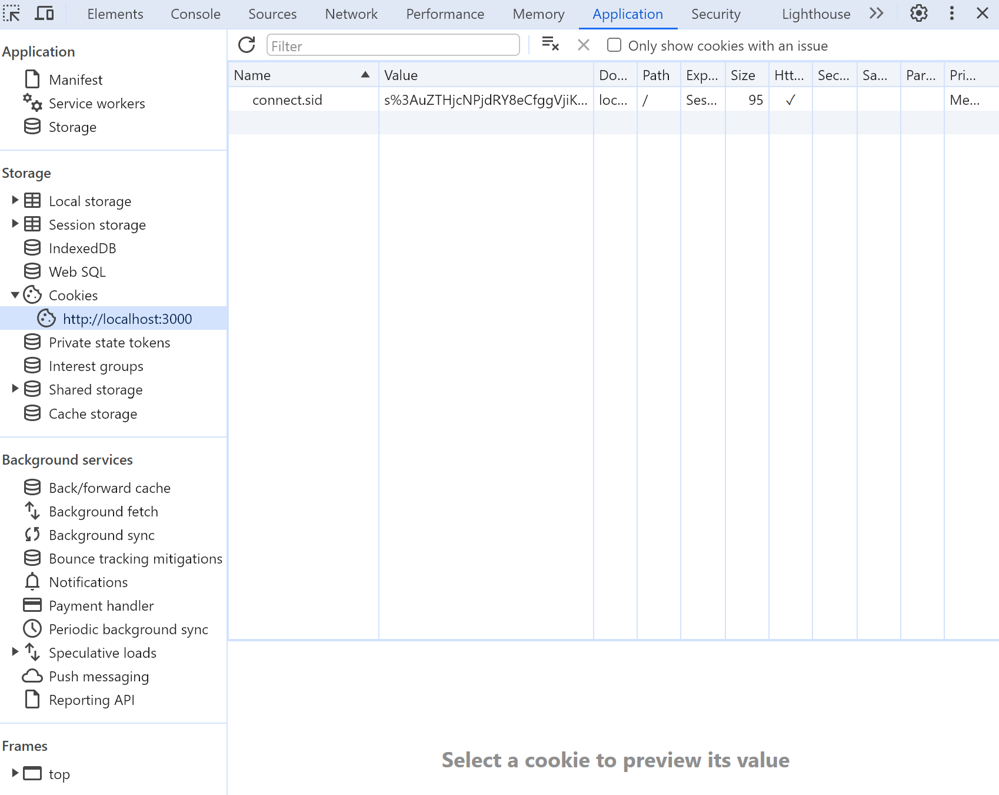 Elements Console Sources Network Performance Memory Application Security Lighthouse
Filter
Only show cookies with an issue
Name Value Do... Path Exp... Size Htt... Sec... Sa... Par... Pri...
connect.sid s%3AuZTHjcNPjdRY8eCfggVjiK... loc... / Ses... 95 ✓ Me...
Select a cookie to preview its value
Application
Manifest
Service workers
Storage
Storage
Local storage
Session storage
IndexedDB
Web SQL
Cookies
http://localhost:3000
Private state tokens
Interest groups
Shared storage
Cache storage
Background services
Back/forward cache
Background fetch
Background sync
Bounce tracking mitigations
Notifications
Payment handler
Periodic background sync
Speculative loads
Push messaging
Reporting API
Frames
top